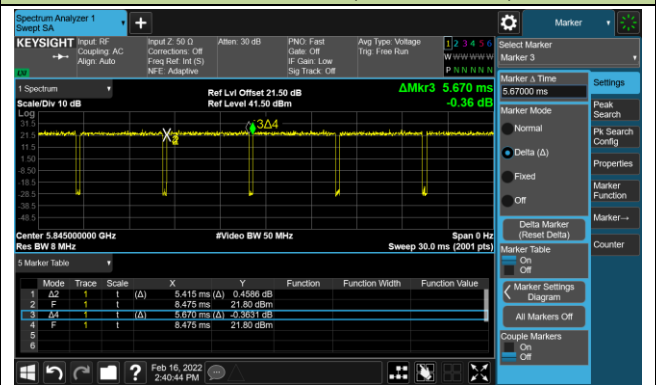 Spectrum Analyzer 1
Swept SA
Marker
KEYSIGHT Input: RF
Coupling: AC
Align: Auto
Input Z: 50 Ω
Corrections: Off
Freq Ref: Int (S)
NFE: Adaptive
Atten: 30 dB
PNO: Fast
Gate: Off
IF Gain: Low
Sig Track: Off
Avg Type: Voltage
Trig: Free Run
1 2 3 4 5 6
W W W W W W
P N N N N N
Select Marker
Marker 3
Marker Δ Time
5.67000 ms
Settings
1 Spectrum
Ref Lvl Offset 21.50 dB
ΔMkr3 5.670 ms
Scale/Div 10 dB
Ref Level 41.50 dBm
-0.36 dB
Log
31.5
21.5
11.5
1.50
-8.50
-18.5
-28.5
-38.5
-48.5
3Δ4
Center 5.845000000 GHz
#Video BW 50 MHz
Span 0 Hz
Res BW 8 MHz
Sweep 30.0 ms (2001 pts)
Marker Mode
Normal
Delta (Δ)
Fixed
Off
Delta Marker
(Reset Delta)
Marker Table
On
Off
Marker Settings
Diagram
All Markers Off
Couple Markers
On
Off
Peak
Search
Pk Search
Config
Properties
Marker
Function
Marker→
Counter
5 Marker Table
Mode Trace Scale X Y Function Function Width Function Value
1 Δ2 1 t (Δ) 5.415 ms (Δ) 0.4586 dB
2 F 1 t 8.475 ms 21.80 dBm
3 Δ4 1 t (Δ) 5.670 ms (Δ) -0.3631 dB
4 F 1 t 8.475 ms 21.80 dBm
5
6
Feb 16, 2022
2:40:44 PM